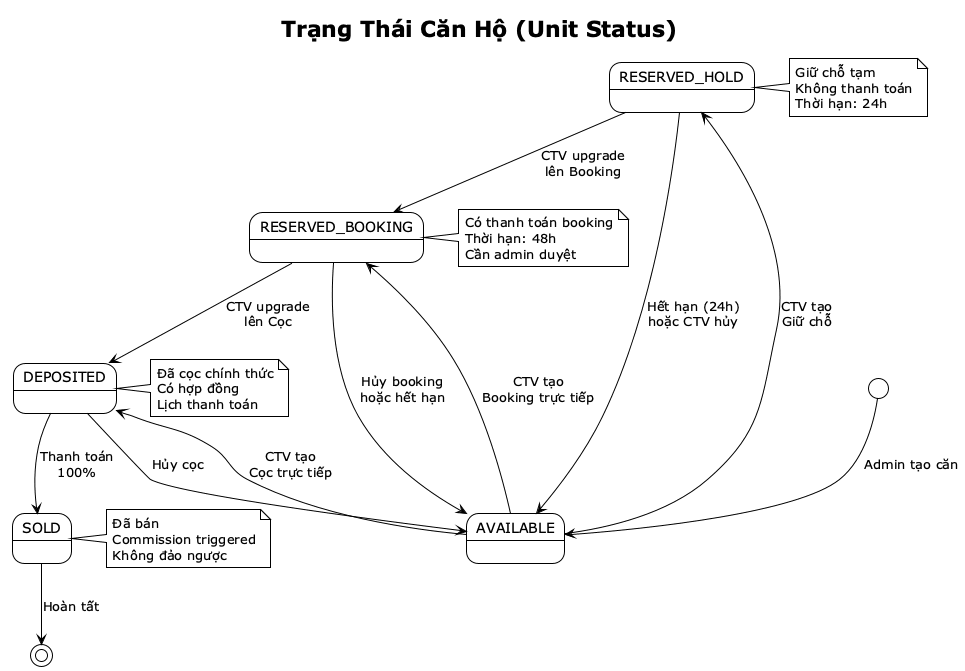 Trạng Thái Căn Hộ (Unit Status)
RESERVED_HOLD
Giữ chỗ tạm
Không thanh toán
Thời hạn: 24h
CTV upgrade
lên Booking
RESERVED_BOOKING
Có thanh toán booking
Thời hạn: 48h
Cần admin duyệt
CTV upgrade
lên Cọc
Hết hạn (24h)
hoặc CTV hủy
CTV tạo
Giữ chỗ
DEPOSITED
Đã cọc chính thức
Có hợp đồng
Lịch thanh toán
Hủy booking
hoặc hết hạn
CTV tạo
Booking trực tiếp
Thanh toán
100%
Hủy cọc
CTV tạo
Cọc trực tiếp
Admin tạo căn
SOLD
Đã bán
Commission triggered
Không đảo ngược
AVAILABLE
Hoàn tất